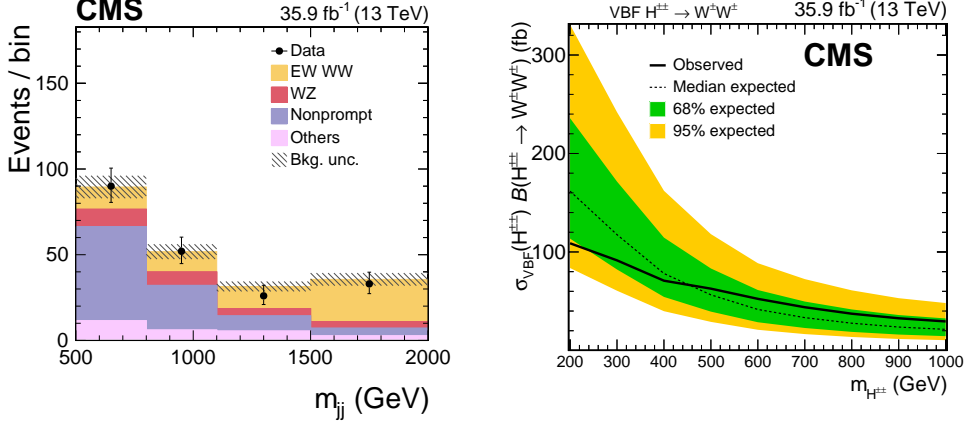 CMS
35.9 fb⁻¹ (13 TeV)
Events / bin
150
100
50
0
Data
EW WW
WZ
Nonprompt
Others
Bkg. unc.
500
1000
1500
2000
m_jj (GeV)
VBF H^±± → W^±W^±
35.9 fb⁻¹ (13 TeV)
CMS
σ_VBF(H^±±) B(H^±± → W^±W^±) (fb)
300
200
100
Observed
Median expected
68% expected
95% expected
200 300 400 500 600 700 800 900 1000
m_H^±± (GeV)